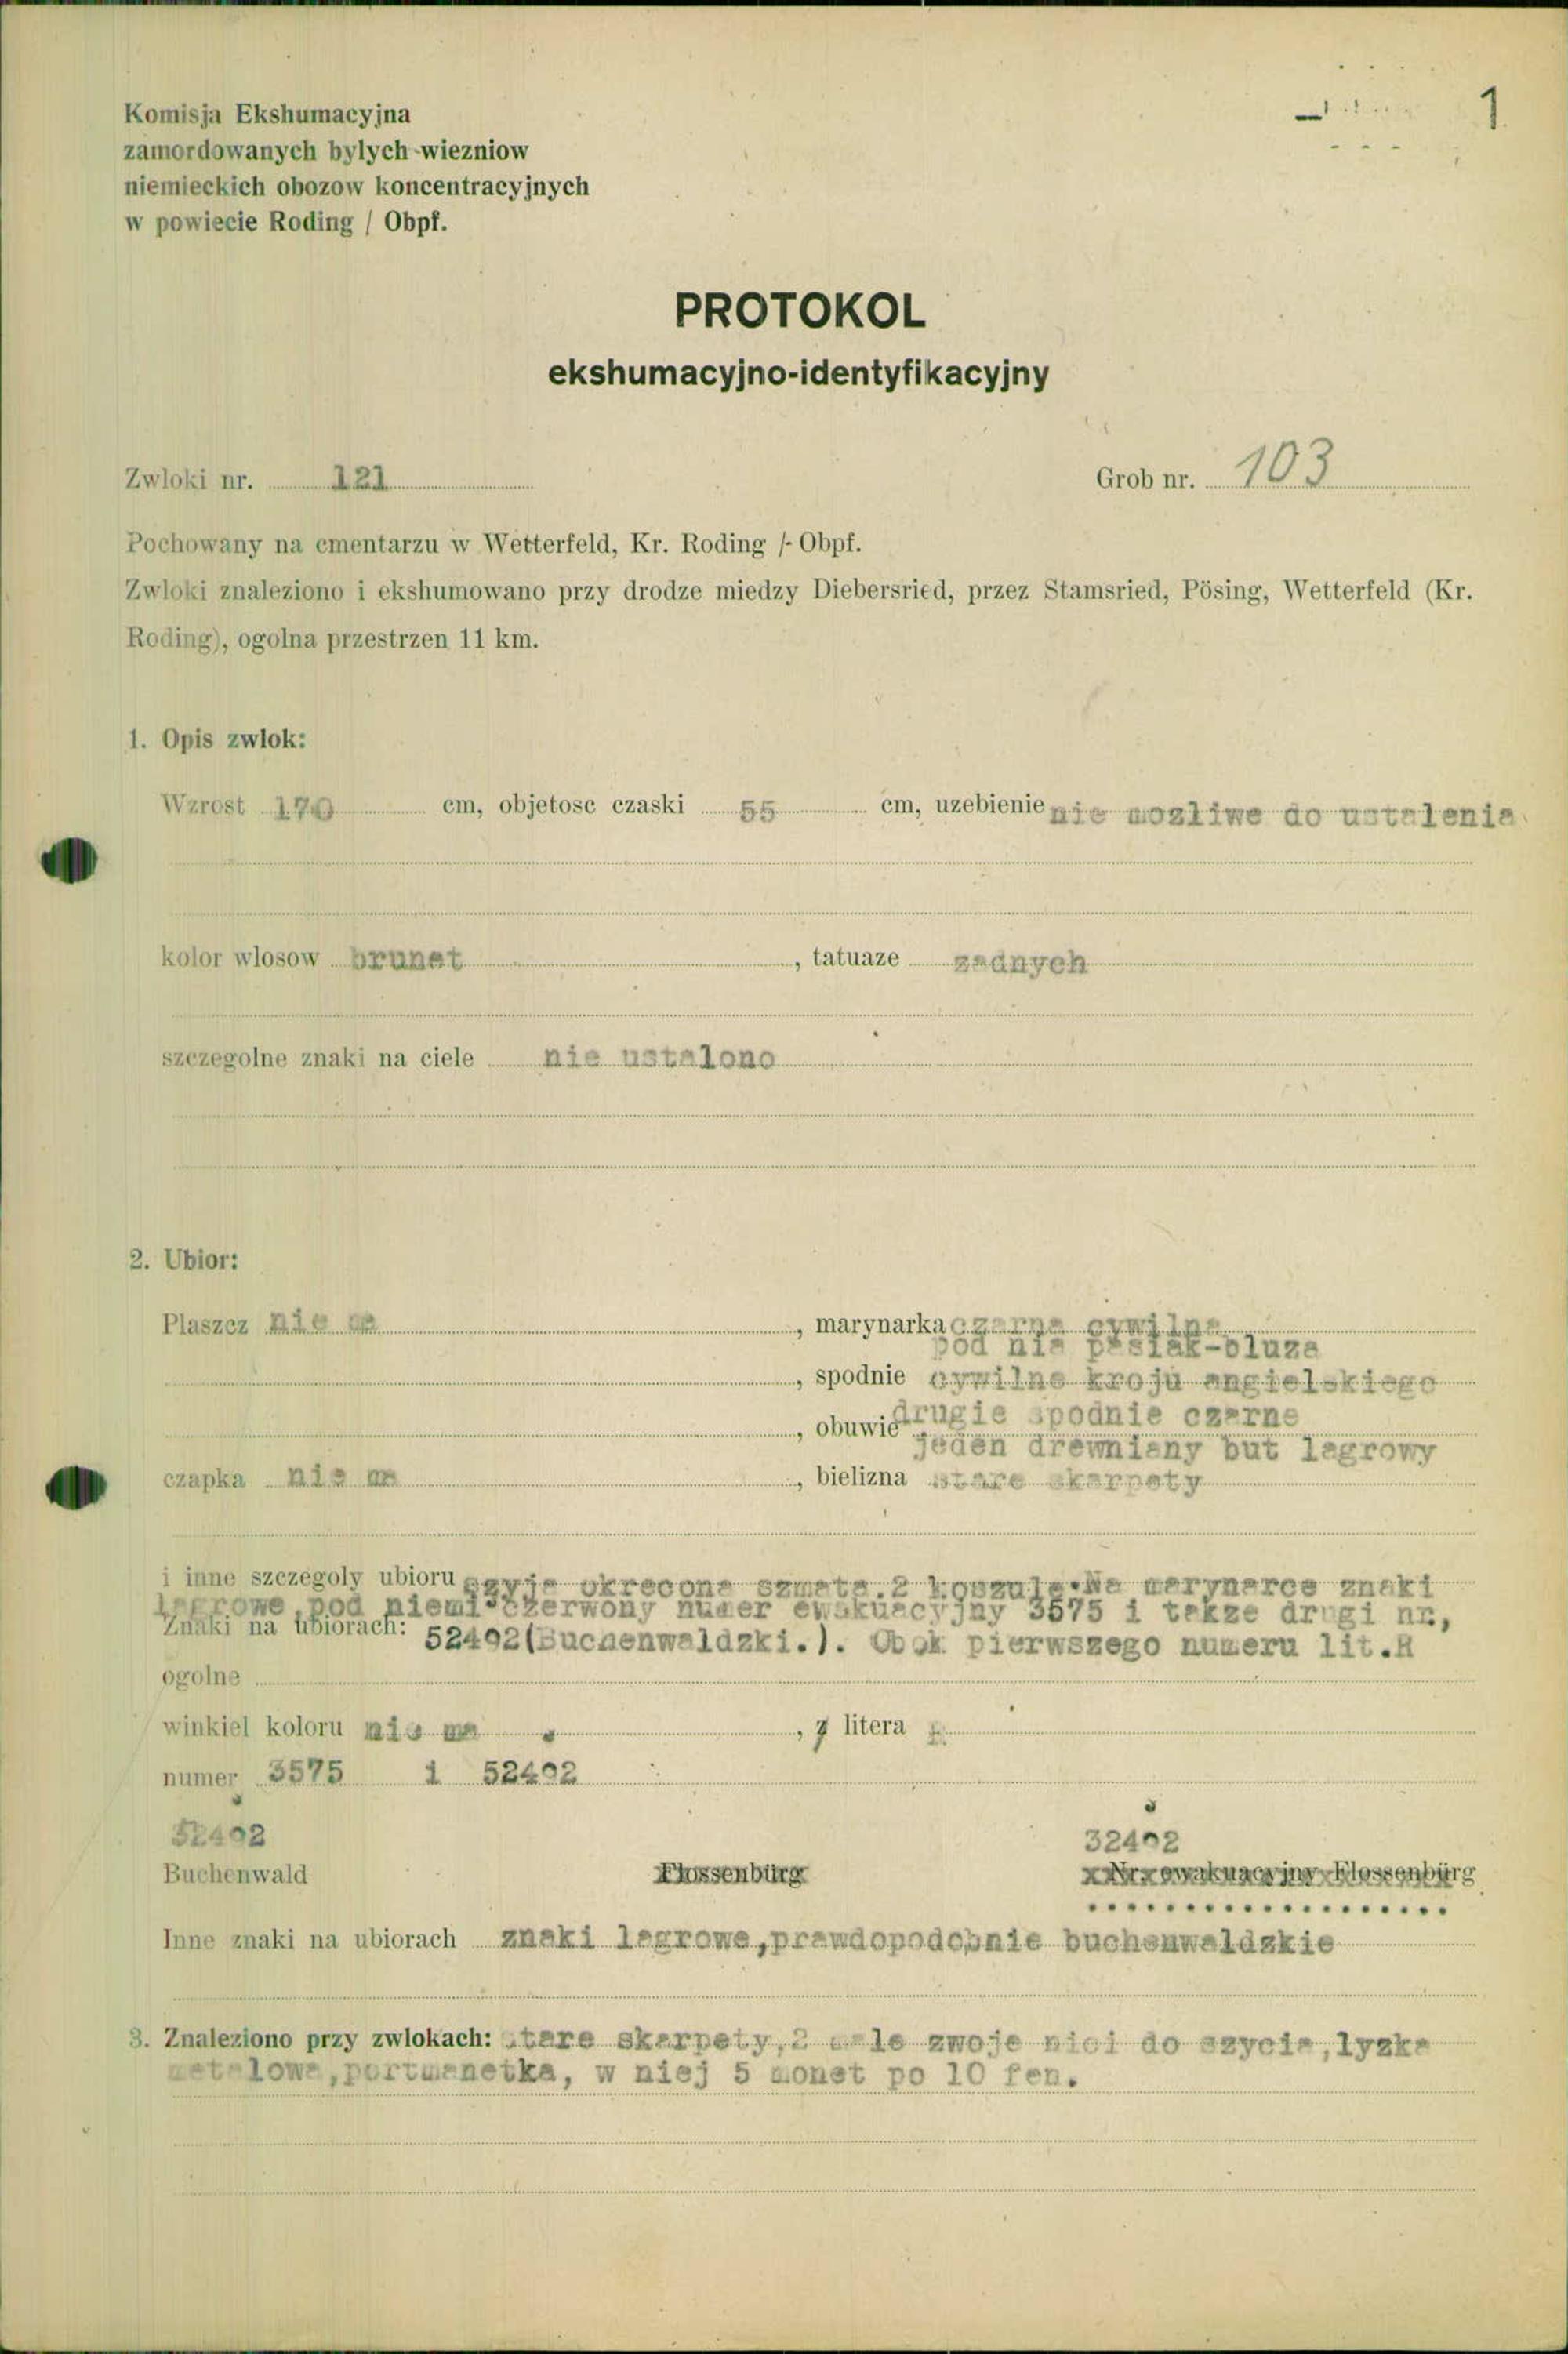 1
Komisja Ekshumacyjna
zamordowanych bylych wiezniow
niemieckich obozow koncentracyjnych
w powiecie Roding / Obpf.
PROTOKOL
ekshumacyjno-identyfikacyjny
Zwloki nr. 121 Grob nr. 103
Pochowany na cmentarzu w Wetterfeld, Kr. Roding / Obpf.
Zwloki znaleziono i ekshumowano przy drodze miedzy Diebersried, przez Stamsried, Pösing, Wetterfeld (Kr.
Roding), ogolna przestrzen 11 km.
1. Opis zwlok:
Wzrost 170 cm, objetosc czaski 55 cm, uzebienie nie mozliwe do ustalenia
kolor wlosow brunet, tatuaze zadnych
szczegolne znaki na ciele nie ustalono
2. Ubior:
Plaszcz nie ma, marynarka czarna cywilna
pod nia pasiak-bluza
, spodnie cywilne kroju angielskiego
drugie spodnie czarne
, obuwie
jeden drewniany but lagrowy
czapka nie ma, bielizna stare skarpety
i inne szczegoly ubioru szyja okrecona szmata. 2 koszule. Na marynarce znaki
lagrowe, pod niemi czerwony numer ewakuacyjny 3575 i takze drugi nr,
Znaki na ubiorach: 52402(Buchenwaldzki.). Obok pierwszego numeru lit.R
ogolne
winkiel koloru nie ma, z litera
numer 3575 i 52402
32402
Buchenwald Flossenbürg xNrxewakuacyjnyxFlossenbürg
..................
Inne znaki na ubiorach znaki lagrowe,prawdopodobnie buchenwaldzkie
3. Znaleziono przy zwlokach: stare skarpety, 2 male zwoje nici do szycia, lyzka
metalowa, portmanetka, w niej 5 monet po 10 fen.